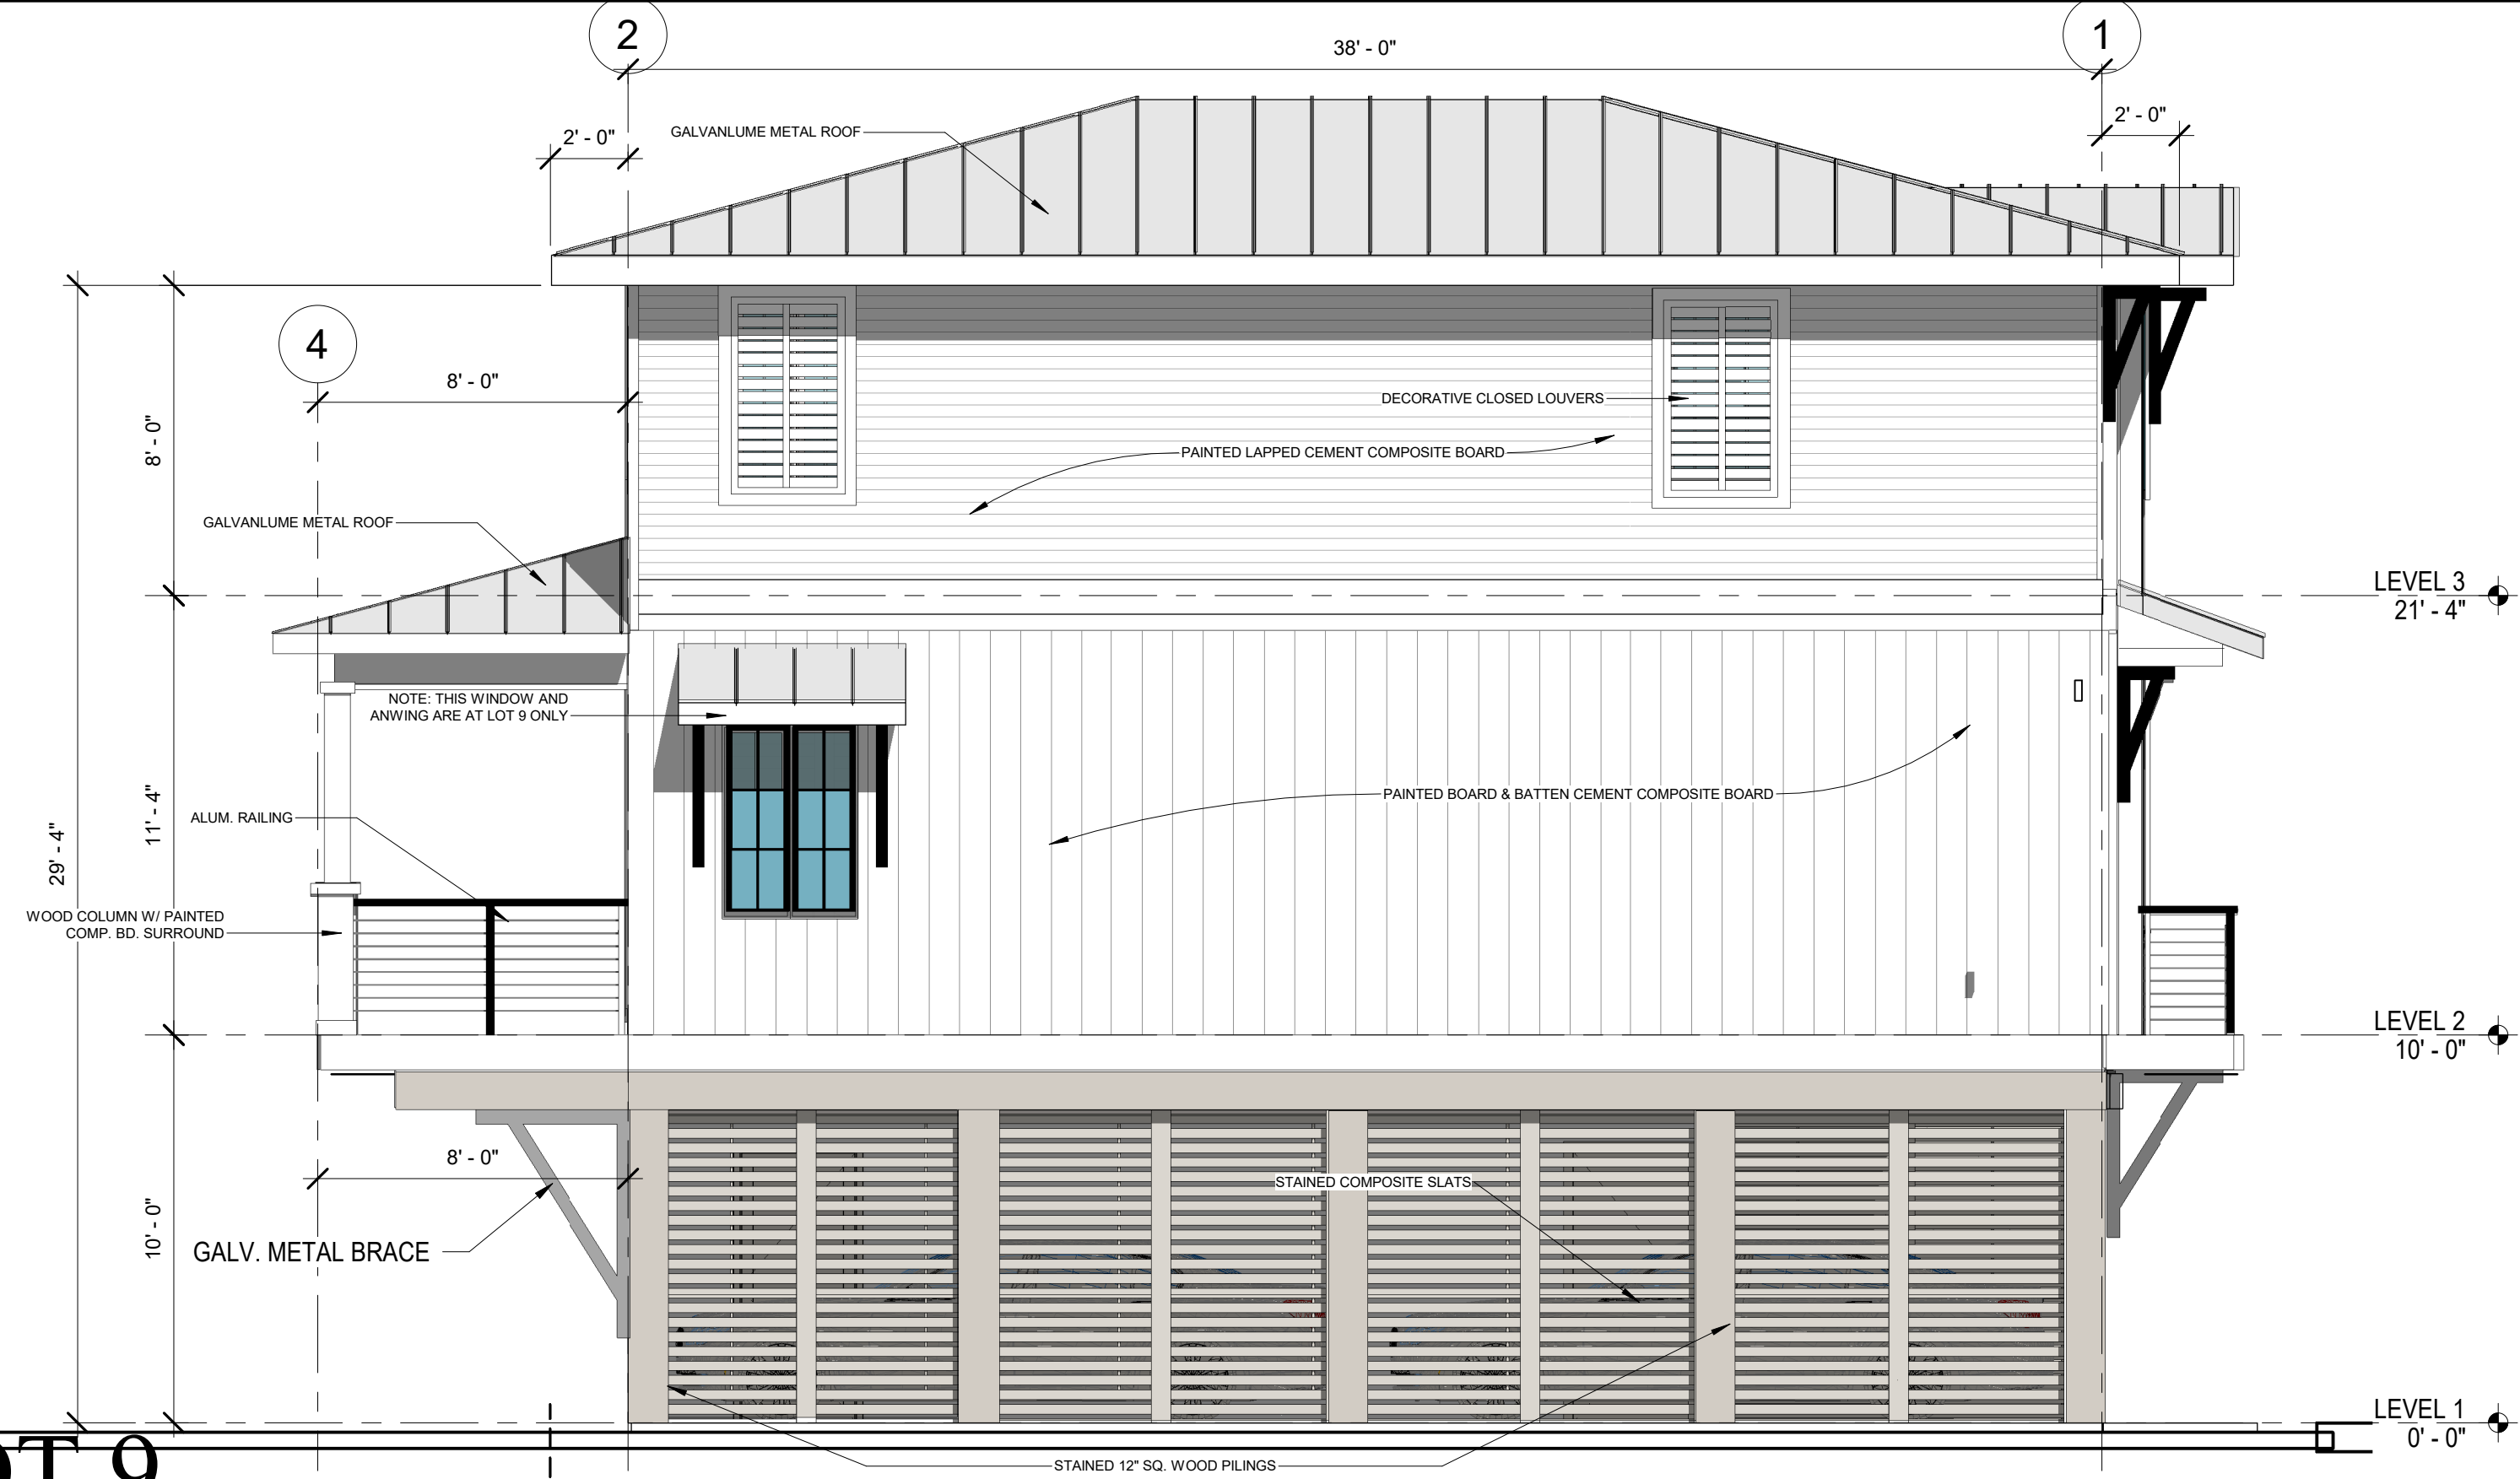 2
38' - 0"
1
2' - 0"
GALVANLUME METAL ROOF
2' - 0"
4
8' - 0"
DECORATIVE CLOSED LOUVERS
8' - 0"
PAINTED LAPPED CEMENT COMPOSITE BOARD
GALVANLUME METAL ROOF
LEVEL 3
21' - 4"
NOTE: THIS WINDOW AND
ANWING ARE AT LOT 9 ONLY
PAINTED BOARD & BATTEN CEMENT COMPOSITE BOARD
ALUM. RAILING
11' - 4"
29' - 4"
WOOD COLUMN W/ PAINTED
COMP. BD. SURROUND
LEVEL 2
10' - 0"
8' - 0"
STAINED COMPOSITE SLATS
10' - 0"
GALV. METAL BRACE
LEVEL 1
0' - 0"
STAINED 12" SQ. WOOD PILINGS
9